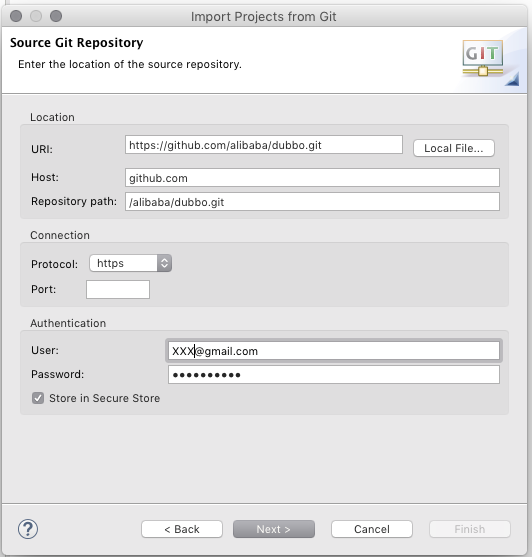 Import Projects from Git
Source Git Repository
Enter the location of the source repository.
GIT
Location
URI: https://github.com/alibaba/dubbo.git Local File...
Host: github.com
Repository path: /alibaba/dubbo.git
Connection
Protocol: https
Port:
Authentication
User: XXX@gmail.com
Password: ●●●●●●●●●●
Store in Secure Store
? < Back Next > Cancel Finish